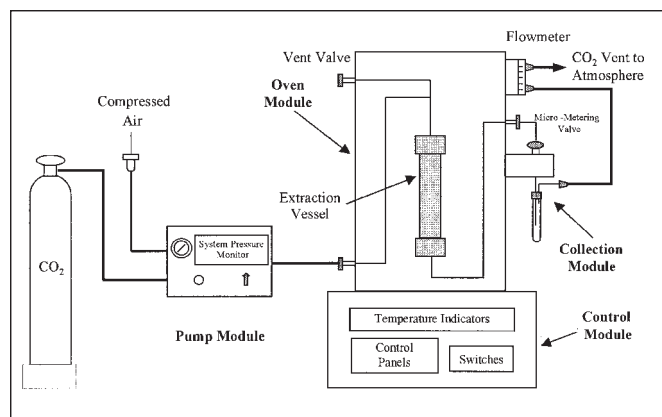 Flowmeter
Vent Valve
CO2 Vent to
Atmosphere
Oven
Module
Compressed
Air
Micro -Metering
Valve
Extraction
Vessel
CO2
System Pressure
Monitor
Collection
Module
Pump Module
Temperature Indicators
Control
Module
Control
Panels
Switches